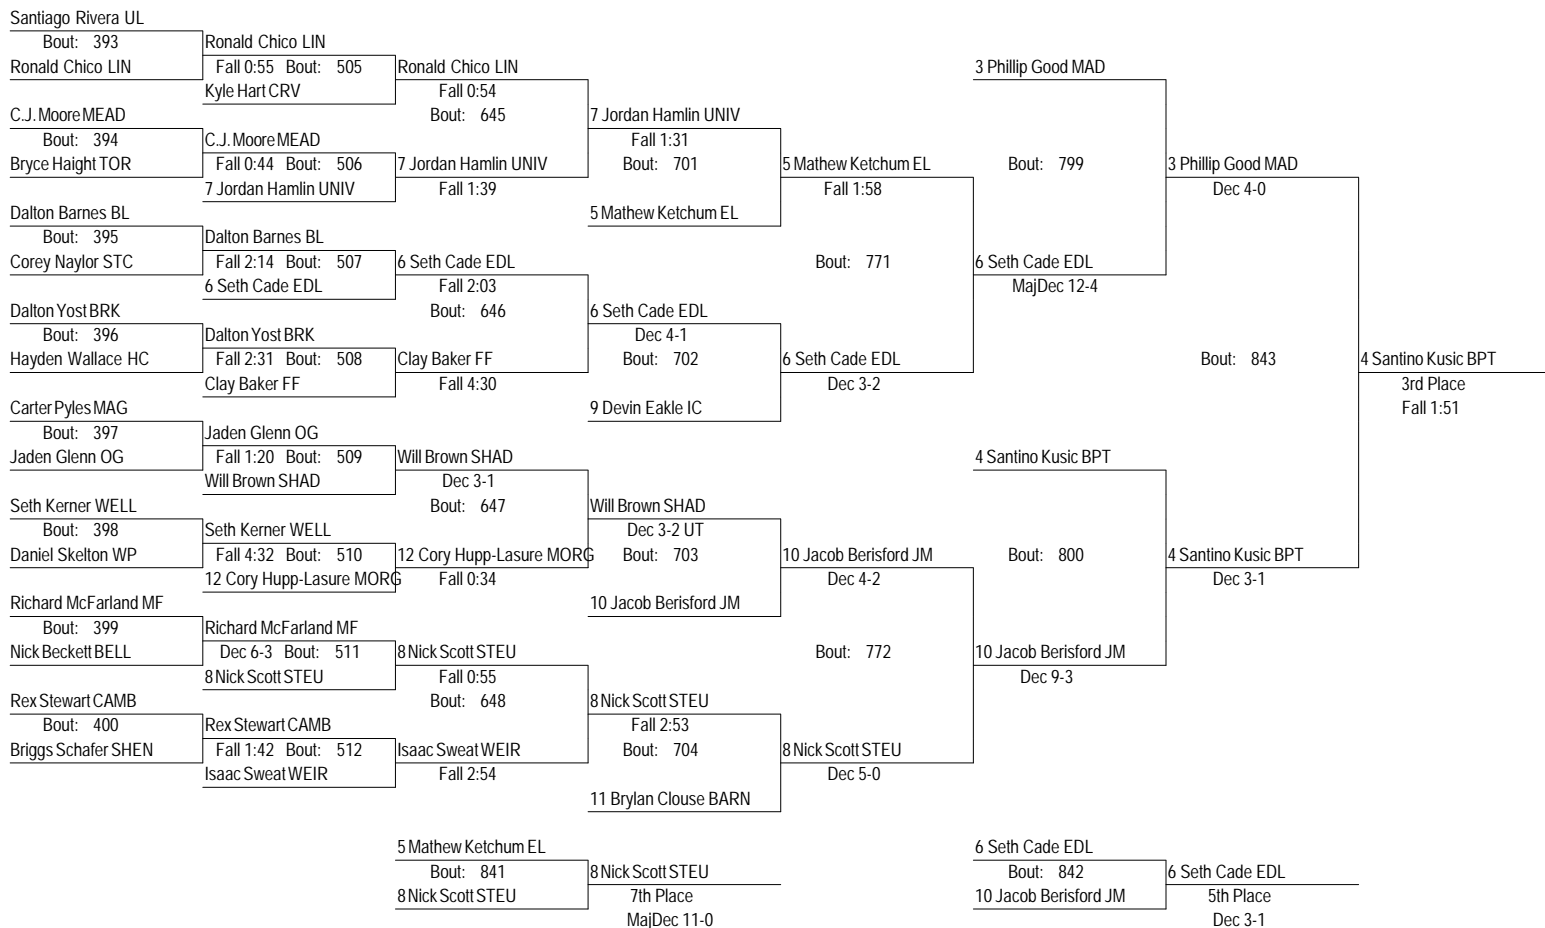 Santiago Rivera UL
Bout: 393
Ronald Chico LIN
C.J. Moore MEAD
Bout: 394
Bryce Haight TOR
Dalton Barnes BL
Bout: 395
Corey Naylor STC
Dalton Yost BRK
Bout: 396
Hayden Wallace HC
Carter Pyles MAG
Bout: 397
Jaden Glenn OG
Seth Kerner WELL
Bout: 398
Daniel Skelton WP
Richard McFarland MF
Bout: 399
Nick Beckett BELL
Rex Stewart CAMB
Bout: 400
Briggs Schafer SHEN
Ronald Chico LIN
Fall 0:55 Bout: 505
Kyle Hart CRV
C.J. Moore MEAD
Fall 0:44 Bout: 506
7 Jordan Hamlin UNIV
Dalton Barnes BL
Fall 2:14 Bout: 507
6 Seth Cade EDL
Dalton Yost BRK
Fall 2:31 Bout: 508
Clay Baker FF
Jaden Glenn OG
Fall 1:20 Bout: 509
Will Brown SHAD
Seth Kerner WELL
Fall 4:32 Bout: 510
12 Cory Hupp-Lasure MORG
Richard McFarland MF
Dec 6-3 Bout: 511
8 Nick Scott STEU
Rex Stewart CAMB
Fall 1:42 Bout: 512
Isaac Sweat WEIR
Ronald Chico LIN
Fall 0:54
Bout: 645
7 Jordan Hamlin UNIV
Fall 1:39
6 Seth Cade EDL
Fall 2:03
Bout: 646
Clay Baker FF
Fall 4:30
Will Brown SHAD
Dec 3-1
Bout: 647
12 Cory Hupp-Lasure MORG
Fall 0:34
8 Nick Scott STEU
Fall 0:55
Bout: 648
Isaac Sweat WEIR
Fall 2:54
7 Jordan Hamlin UNIV
Fall 1:31
Bout: 701
5 Mathew Ketchum EL
6 Seth Cade EDL
Dec 4-1
Bout: 702
9 Devin Eakle IC
Will Brown SHAD
Dec 3-2 UT
Bout: 703
10 Jacob Berisford JM
8 Nick Scott STEU
Fall 2:53
Bout: 704
11 Brylan Clouse BARN
5 Mathew Ketchum EL
Fall 1:58
Bout: 771
6 Seth Cade EDL
Dec 3-2
10 Jacob Berisford JM
Dec 4-2
Bout: 772
8 Nick Scott STEU
Dec 5-0
3 Phillip Good MAD
Bout: 799
6 Seth Cade EDL
MajDec 12-4
4 Santino Kusic BPT
Bout: 800
10 Jacob Berisford JM
Dec 9-3
3 Phillip Good MAD
Dec 4-0
Bout: 843
4 Santino Kusic BPT
Dec 3-1
4 Santino Kusic BPT
3rd Place
Fall 1:51
5 Mathew Ketchum EL
Bout: 841
8 Nick Scott STEU
8 Nick Scott STEU
7th Place
MajDec 11-0
6 Seth Cade EDL
Bout: 842
10 Jacob Berisford JM
6 Seth Cade EDL
5th Place
Dec 3-1